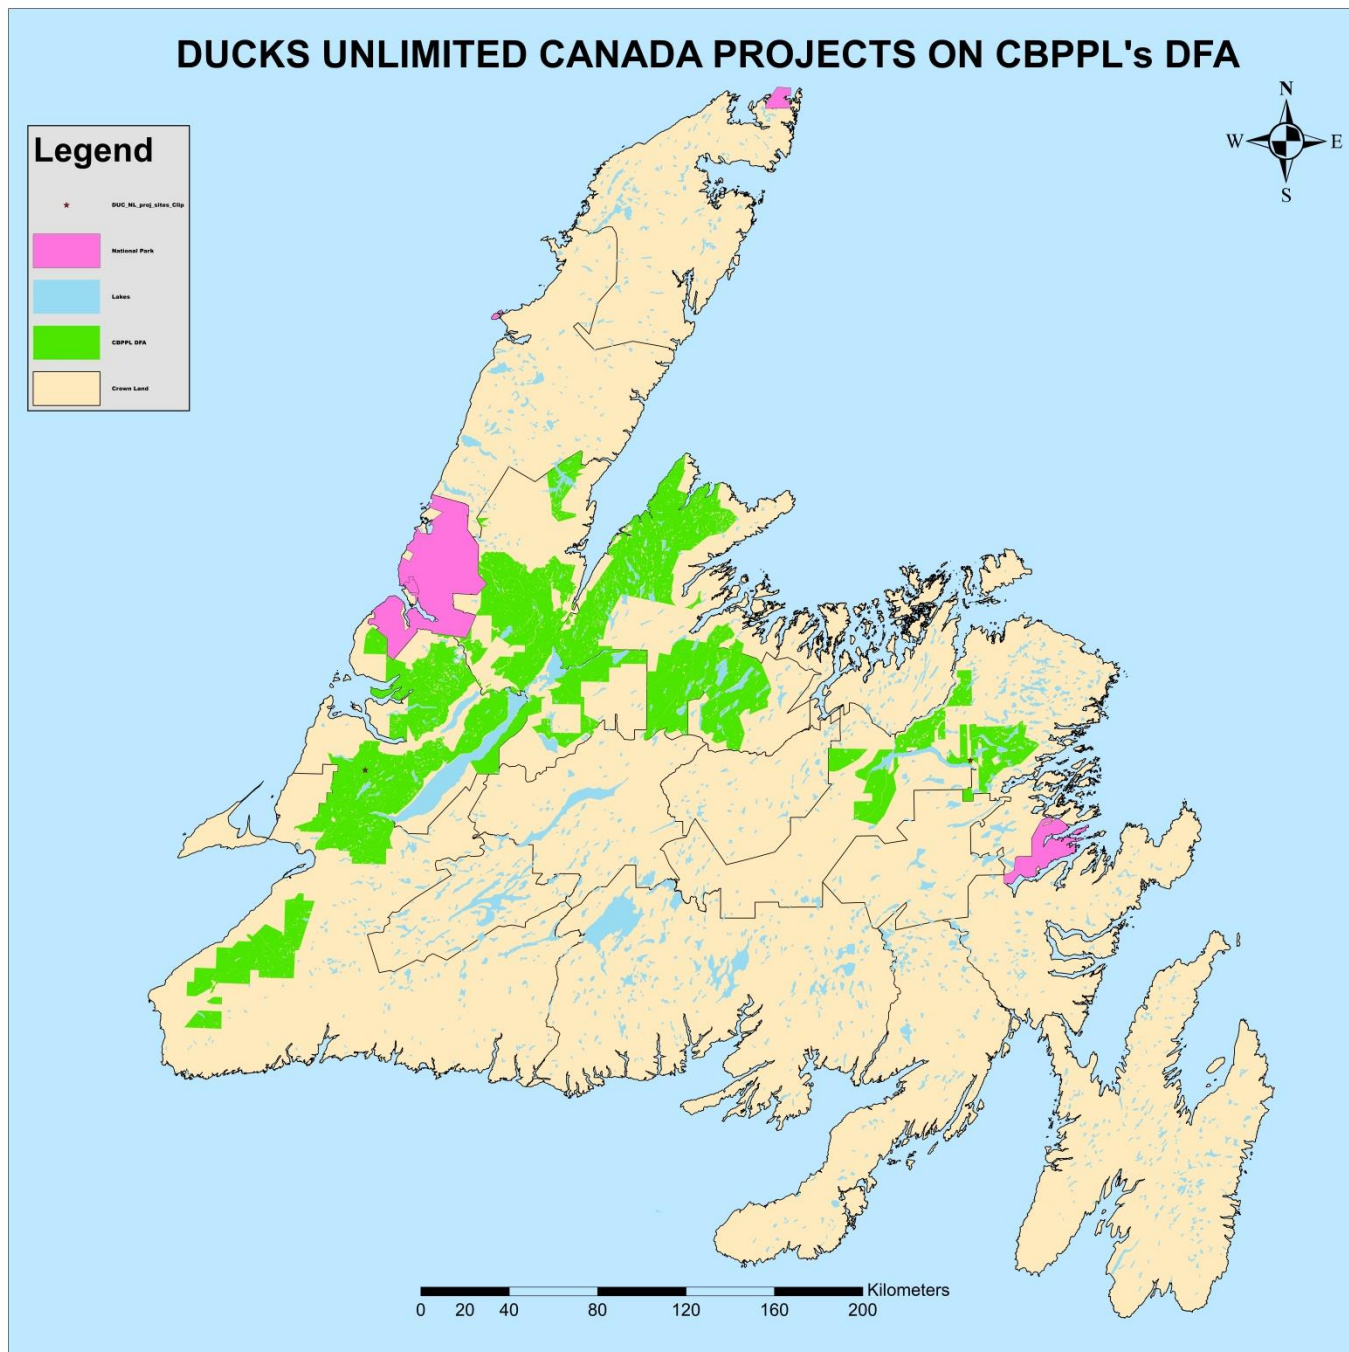 DUCKS UNLIMITED CANADA PROJECTS ON CBPPL's DFA
N
W E
S
Legend
DUC_NL_proj_sites_Clip
National Park
Lakes
CBPPL DFA
Crown Land
Kilometers
0 20 40 80 120 160 200